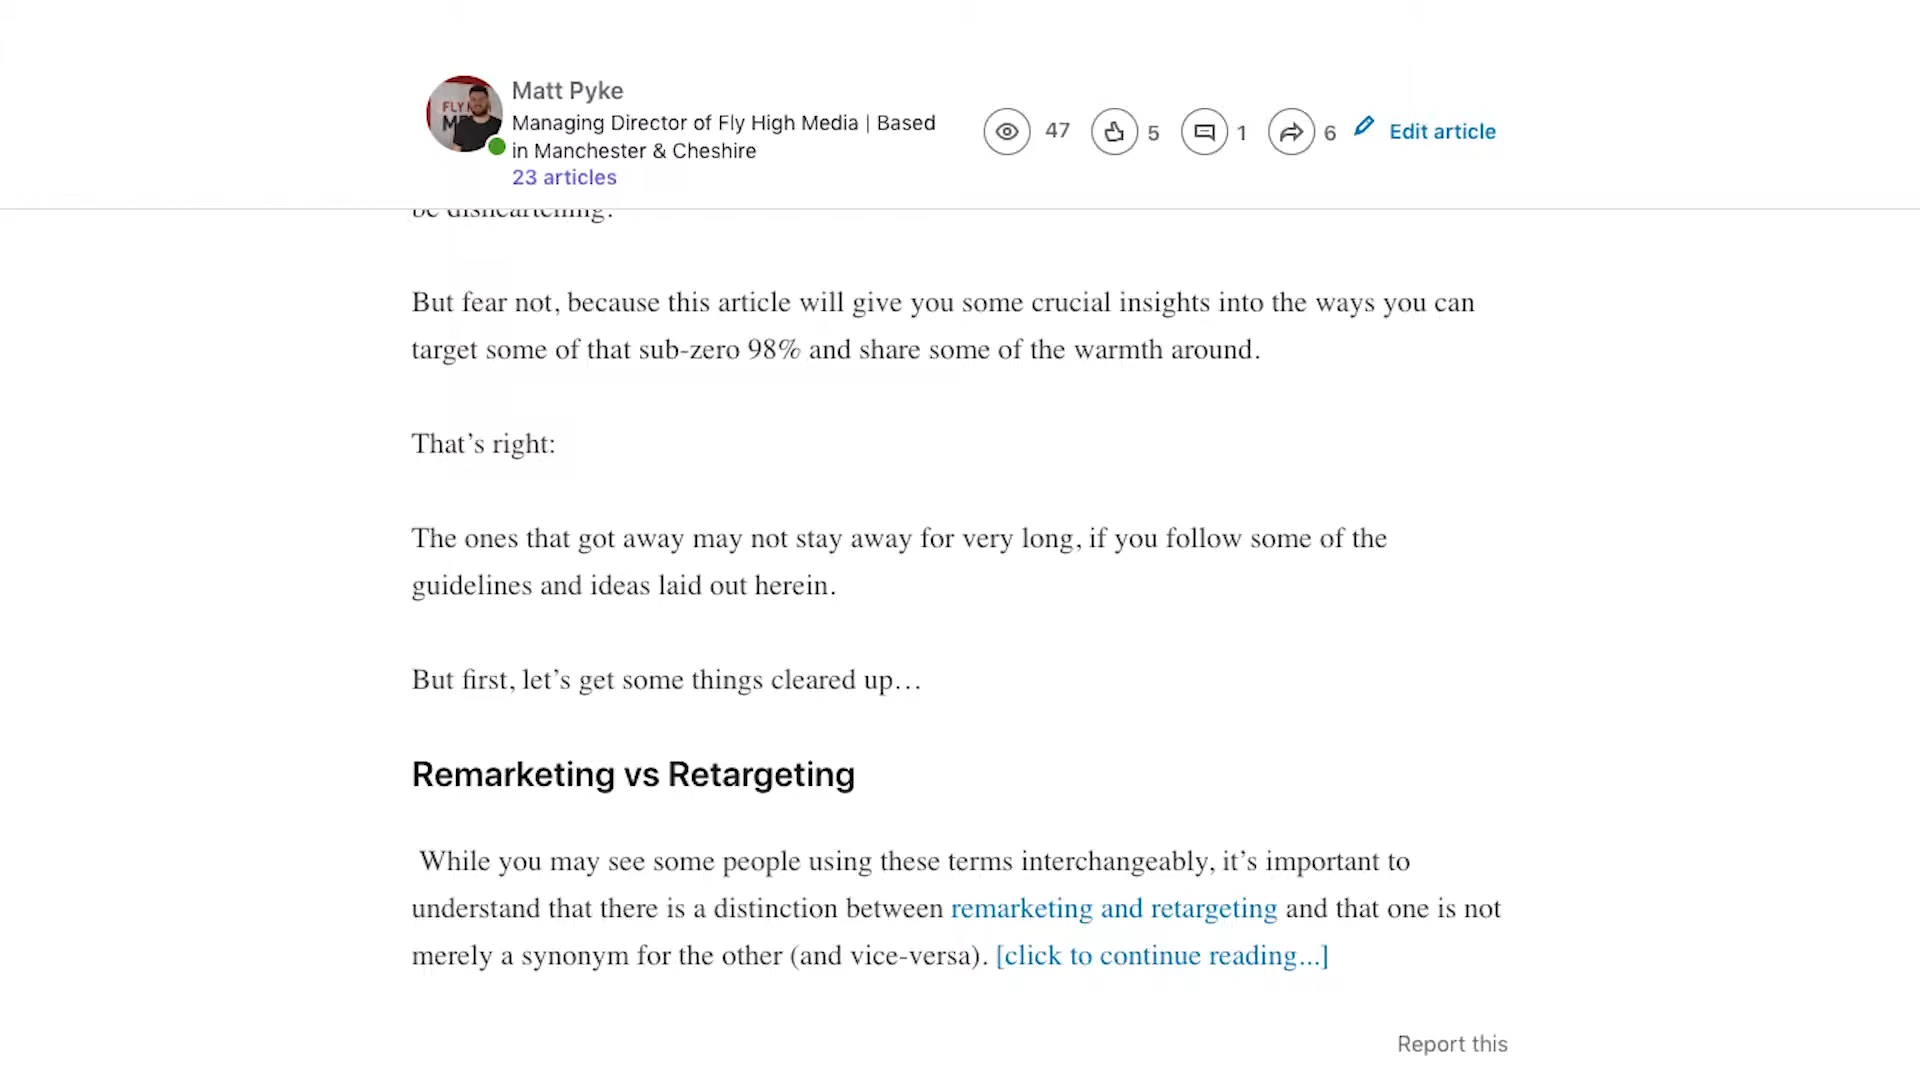 Matt Pyke
Managing Director of Fly High Media | Based
in Manchester & Cheshire
23 articles
47
5
1
6
Edit article
be disheartening.
But fear not, because this article will give you some crucial insights into the ways you can
target some of that sub-zero 98% and share some of the warmth around.
That’s right:
The ones that got away may not stay away for very long, if you follow some of the
guidelines and ideas laid out herein.
But first, let’s get some things cleared up…
Remarketing vs Retargeting
While you may see some people using these terms interchangeably, it’s important to
understand that there is a distinction between remarketing and retargeting and that one is not
merely a synonym for the other (and vice-versa). [click to continue reading...]
Report this